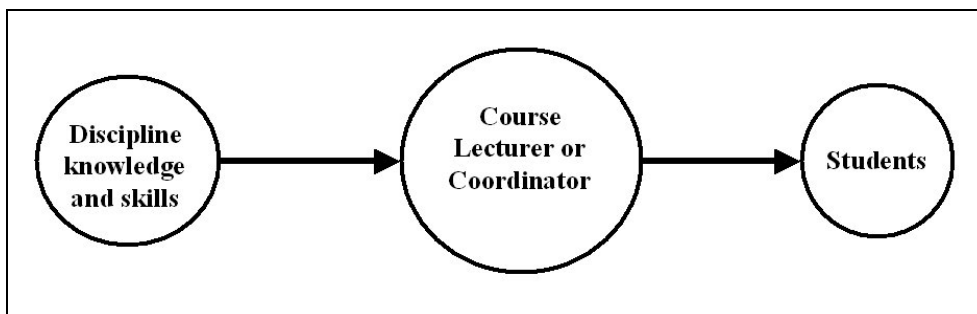 Discipline
knowledge
and skills
Course
Lecturer or
Coordinator
Students